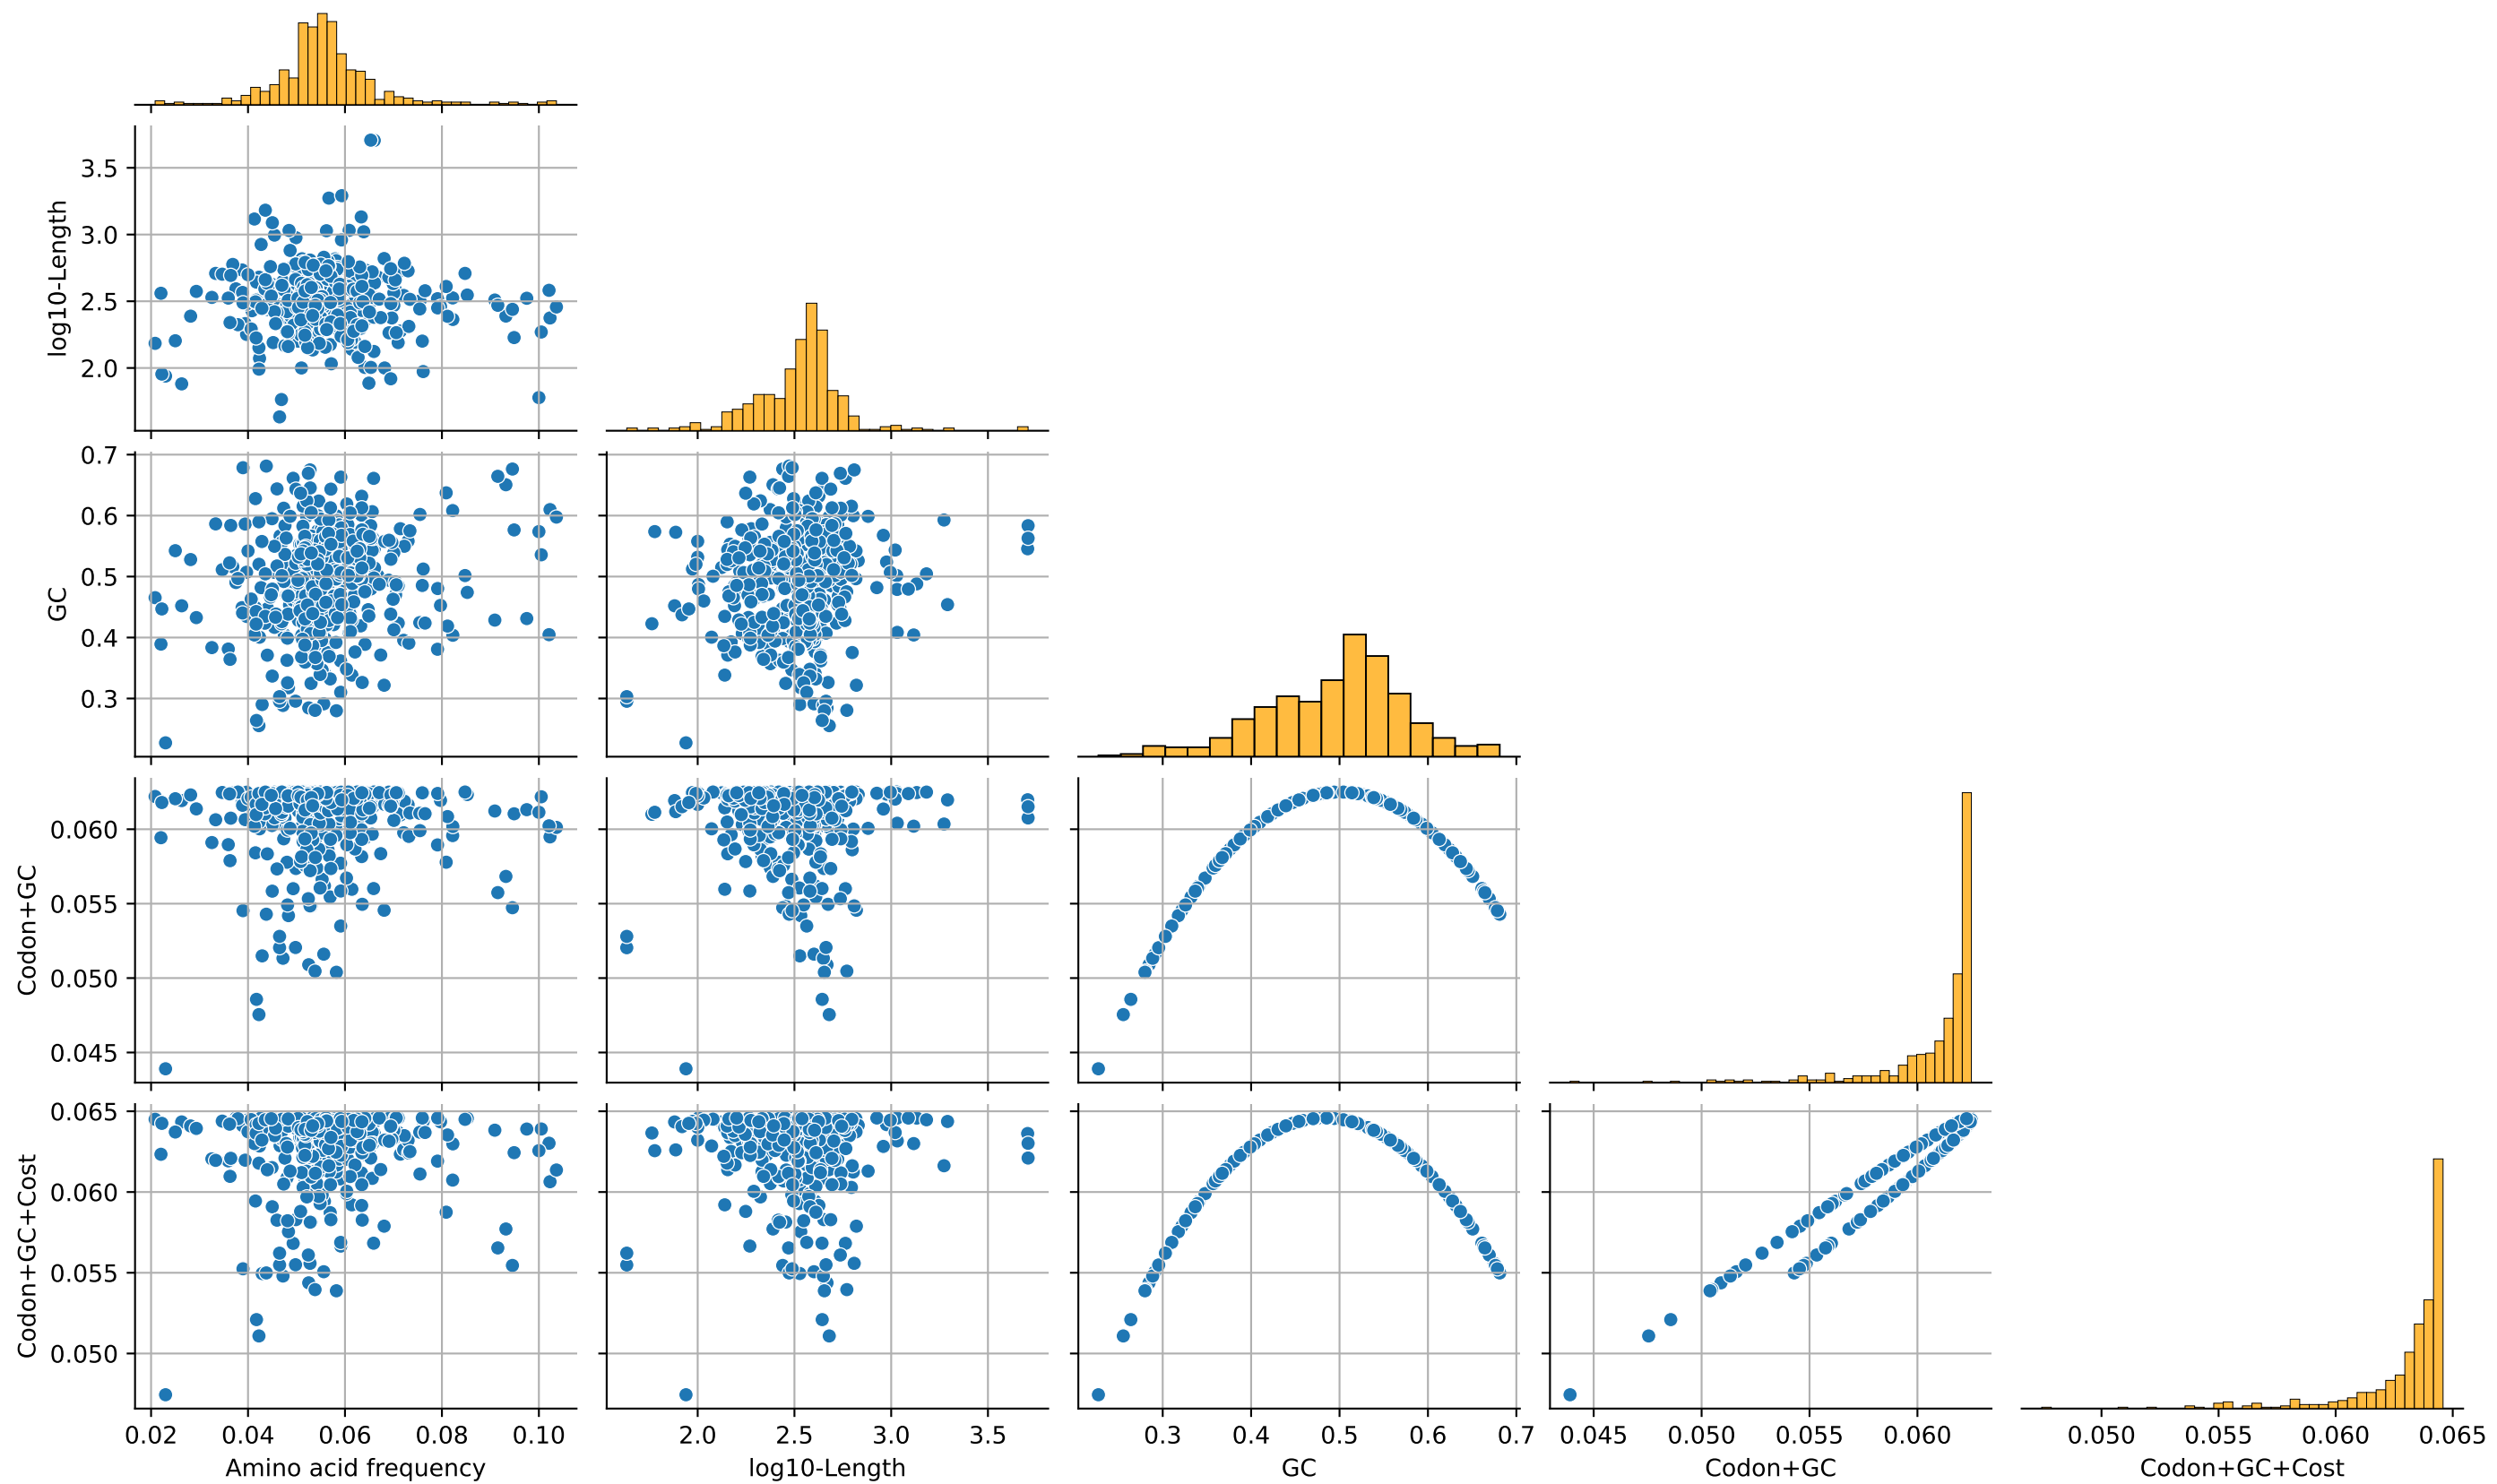 3.5
3.0
2.5
2.0
log10-Length
0.7
0.6
0.5
0.4
0.3
GC
0.060
0.055
0.050
0.045
Codon+GC
0.065
0.060
0.055
0.050
Codon+GC+Cost
0.02 0.04 0.06 0.08 0.10
Amino acid frequency
2.0 2.5 3.0 3.5
log10-Length
0.3 0.4 0.5 0.6 0.7
GC
0.045 0.050 0.055 0.060
Codon+GC
0.050 0.055 0.060 0.065
Codon+GC+Cost